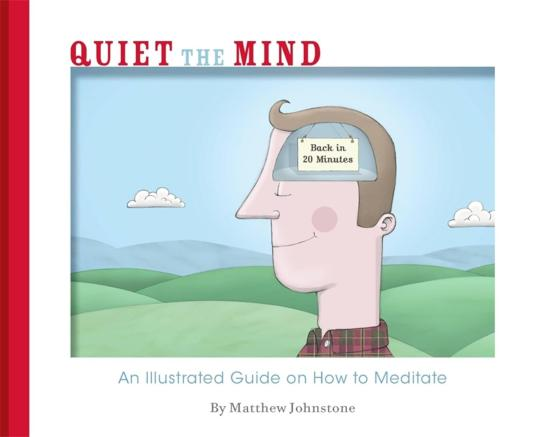 QUIET THE MIND
Back in
20 Minutes
An Illustrated Guide on How to Meditate
By Matthew Johnstone